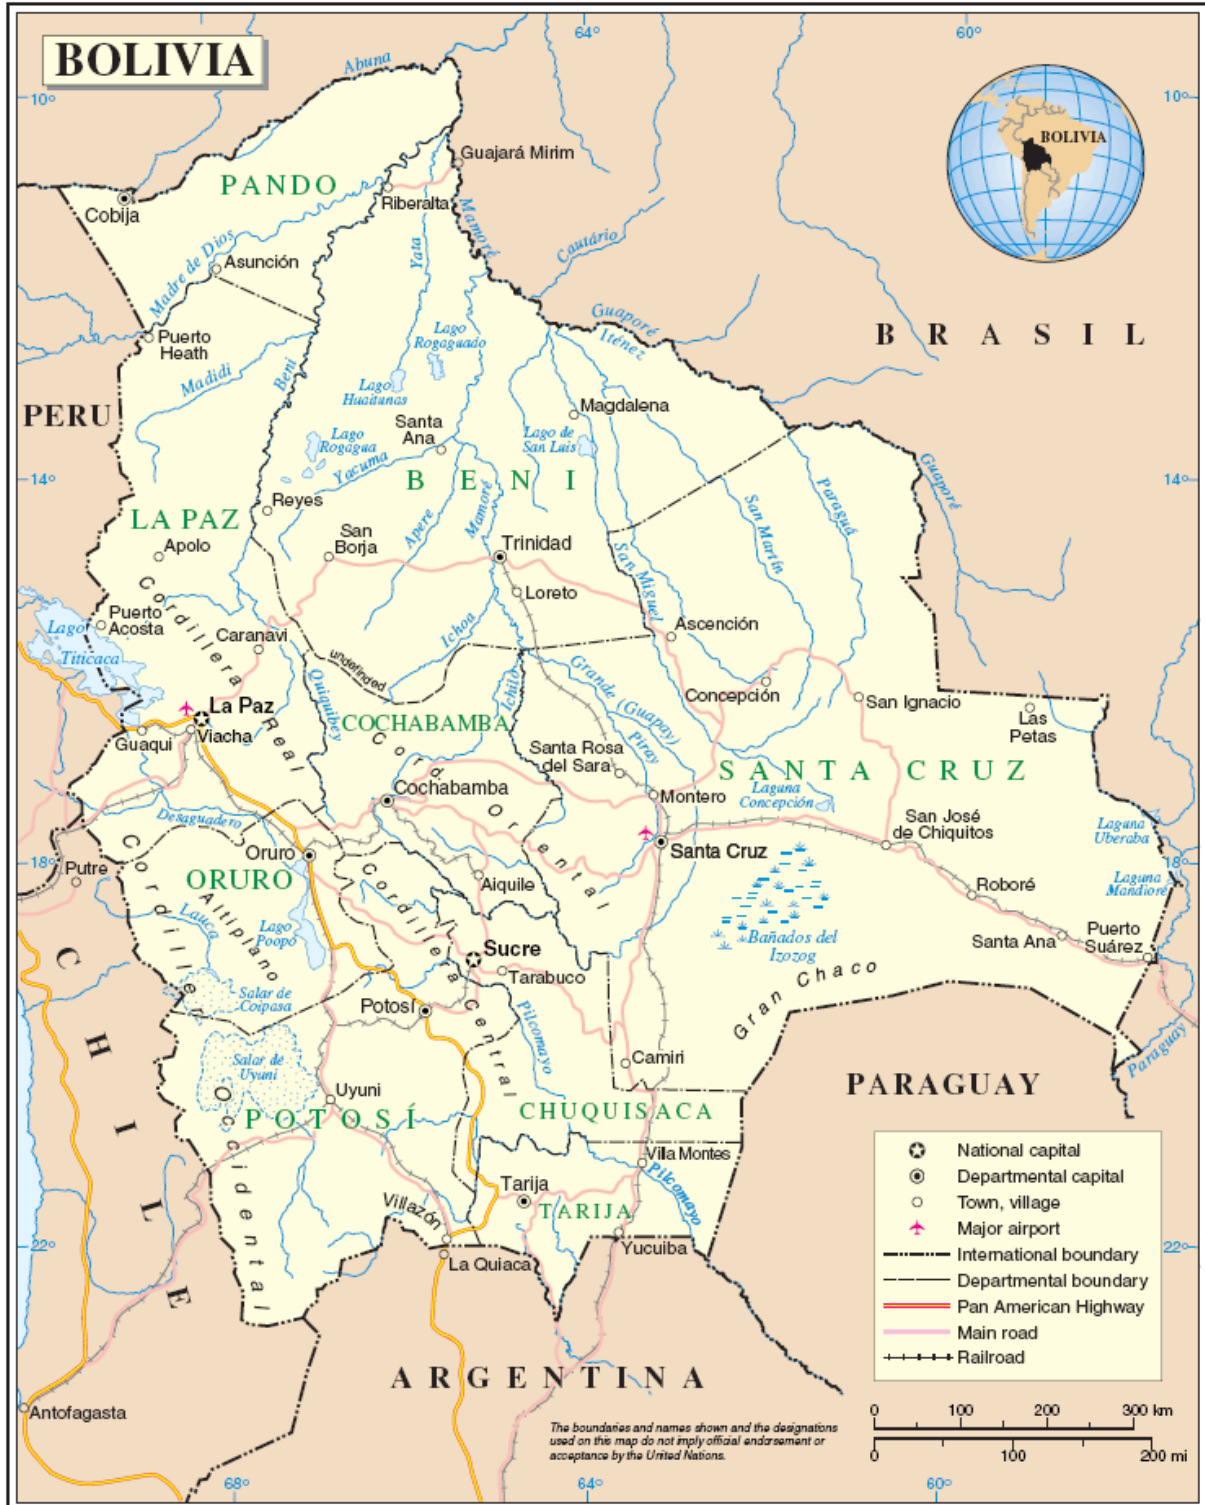 BOLIVIA
64°
60°
10°
10°
BOLIVIA
Abuna
Guajará Mirim
PANDO
Riberalta
Cobija
Mamoré
Yata
Cautário
Madre de Dios
Asunción
Guaporé
Iténez
BRASIL
Puerto
Heath
Lago
Rogaguado
Madidi
Beni
Lago
Huaitunas
PERU
Magdalena
Santa
Ana
Lago
Rogagua
Lago de
San Luis
Yacuma
BENI
14°
14°
Guaporé
Paraguá
San Martín
Reyes
Mamoré
Apere
LA PAZ
San
Borja
Trinidad
Apolo
San Miguel
Loreto
Cordillera Real
Puerto
Acosta
Lago
Titicaca
Caranavi
Ichoa
Ascención
undefinded
Grande (Guapay)
Quiquibey
Ichilo
Concepción
San Ignacio
Las
Petas
La Paz
COCHABAMBA
Piray
Guaqui
Viacha
Cord. Oriental
Santa Rosa
del Sara
SANTA CRUZ
Cochabamba
Montero
Laguna
Concepción
San José
de Chiquitos
Desaguadero
Laguna
Uberaba
Oruro
Santa Cruz
18°
18°
Putre
ORURO
Aiquile
Roboré
Laguna
Mandioré
Cordillera Occidental
Altiplano
Lauca
Lago
Poopó
Cordillera Central
Sucre
Tarabuco
Bañados del
Izozog
Santa Ana
Puerto
Suárez
Gran Chaco
CHILE
Salar de
Coipasa
Potosí
Pilcomayo
Salar de
Uyuni
Camiri
Paraguay
PARAGUAY
Uyuni
POTOSÍ
CHUQUISACA
Villa Montes
Pilcomayo
Tarija
TARIJA
Villazón
Yucuiba
La Quiaca
22°
22°
National capital
Departmental capital
Town, village
Major airport
International boundary
Departmental boundary
Pan American Highway
Main road
Railroad
ARGENTINA
Antofagasta
0 100 200 300 km
0 100 200 mi
The boundaries and names shown and the designations
used on this map do not imply official endorsement or
acceptance by the United Nations.
68°
64°
60°